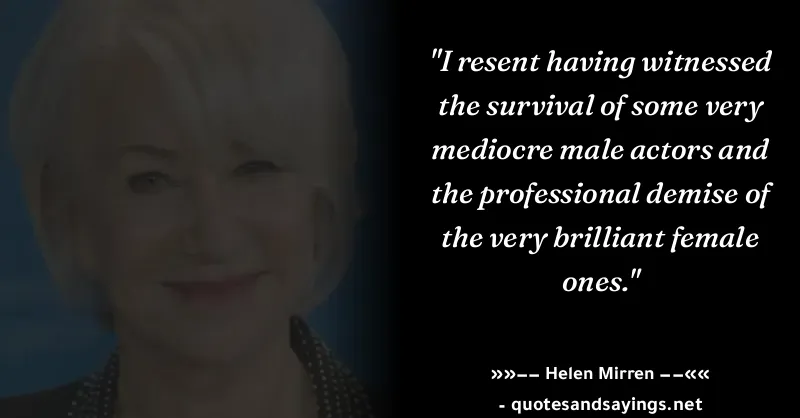 "I resent having witnessed
the survival of some very
mediocre male actors and
the professional demise of
the very brilliant female
ones."
»»–– Helen Mirren ––««
- quotesandsayings.net